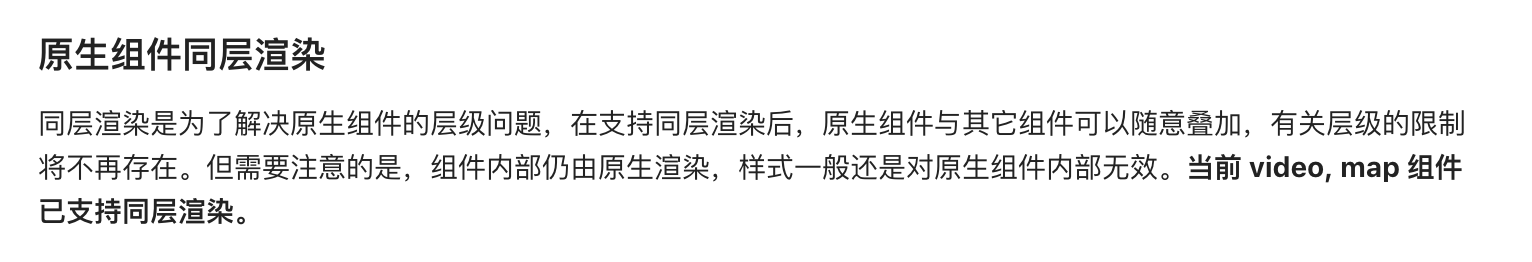 原生组件同层渲染
同层渲染是为了解决原生组件的层级问题，在支持同层渲染后，原生组件与其它组件可以随意叠加，有关层级的限制
将不再存在。但需要注意的是，组件内部仍由原生渲染，样式一般还是对原生组件内部无效。当前 video, map 组件
已支持同层渲染。